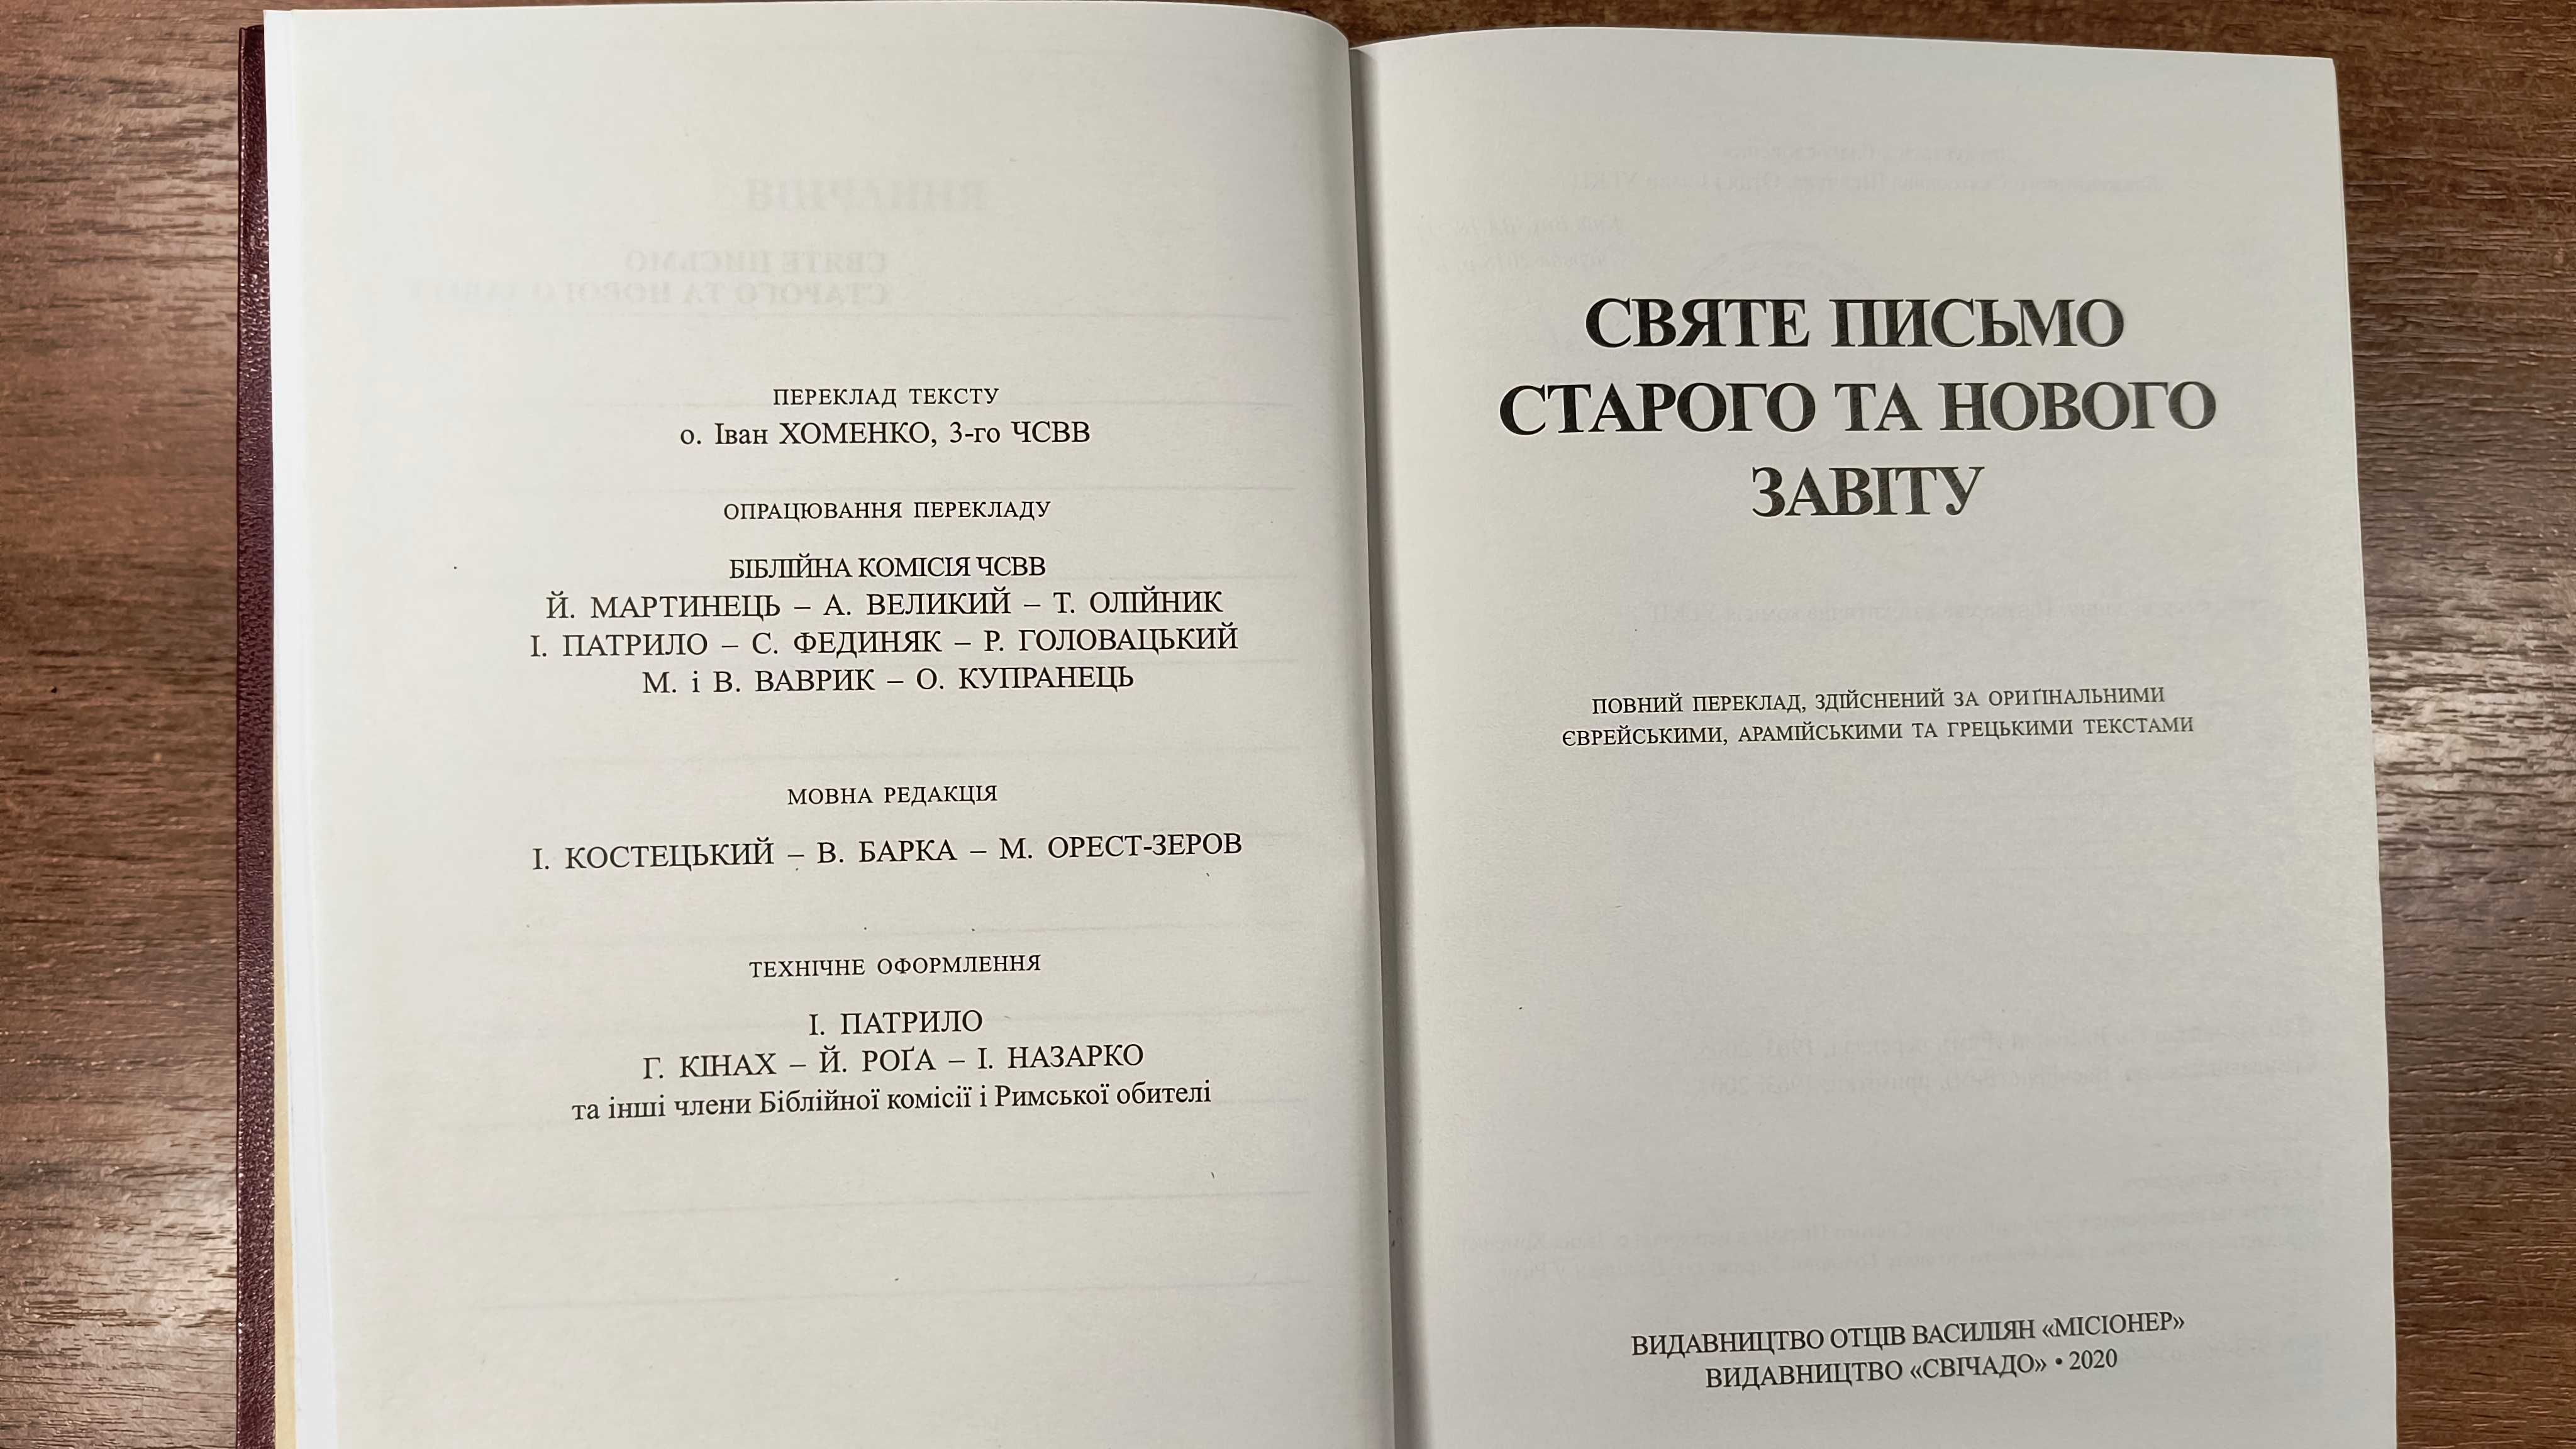 ПЕРЕКЛАД ТЕКСТУ
о. Іван ХОМЕНКО, 3-го ЧСВВ
ОПРАЦЮВАННЯ ПЕРЕКЛАДУ
БІБЛІЙНА КОМІСІЯ ЧСВВ
Й. МАРТИНЕЦЬ – А. ВЕЛИКИЙ – Т. ОЛІЙНИК
І. ПАТРИЛО – С. ФЕДИНЯК – Р. ГОЛОВАЦЬКИЙ
М. і В. ВАВРИК – О. КУПРАНЕЦЬ
МОВНА РЕДАКЦІЯ
І. КОСТЕЦЬКИЙ – В. БАРКА – М. ОРЕСТ-ЗЕРОВ
ТЕХНІЧНЕ ОФОРМЛЕННЯ
І. ПАТРИЛО
Г. КІНАХ – Й. РОҐА – І. НАЗАРКО
та інші члени Біблійної комісії і Римської обителі
СВЯТЕ ПИСЬМО
СТАРОГО ТА НОВОГО
ЗАВІТУ
ПОВНИЙ ПЕРЕКЛАД, ЗДІЙСНЕНИЙ ЗА ОРИҐІНАЛЬНИМИ
ЄВРЕЙСЬКИМИ, АРАМІЙСЬКИМИ ТА ГРЕЦЬКИМИ ТЕКСТАМИ
ВИДАВНИЦТВО ОТЦІВ ВАСИЛІЯН «МІСІОНЕР»
ВИДАВНИЦТВО «СВІЧАДО» • 2020